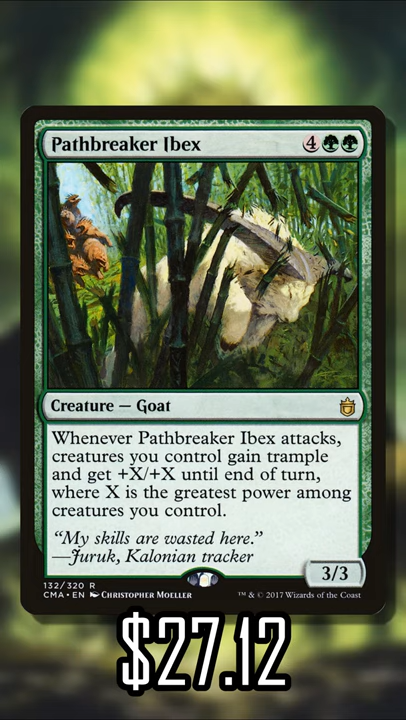 Pathbreaker Ibex 4
Creature — Goat
Whenever Pathbreaker Ibex attacks,
creatures you control gain trample
and get +X/+X until end of turn,
where X is the greatest power among
creatures you control.
“My skills are wasted here.”
—Juruk, Kalonian tracker
3/3
132/320 R
CMA • EN Christopher Moeller ™ & © 2017 Wizards of the Coast
$27.12